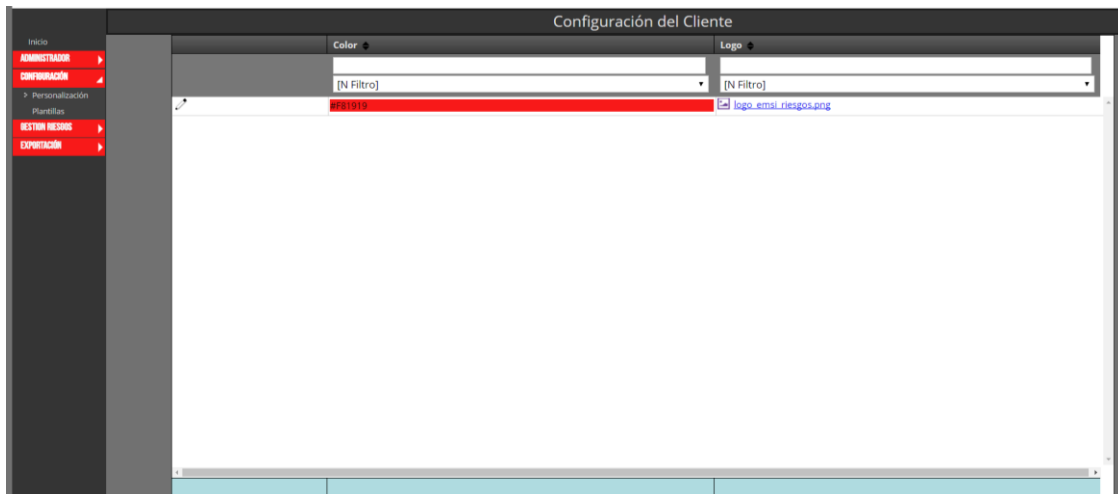 Configuración del Cliente
Inicio
ADMINISTRADOR
CONFIGURACIÓN
> Personalización
Plantillas
GESTION RIESGOS
EXPORTACIÓN
Color
Logo
[N Filtro]
[N Filtro]
#F81919
logo_emsi_riesgos.png